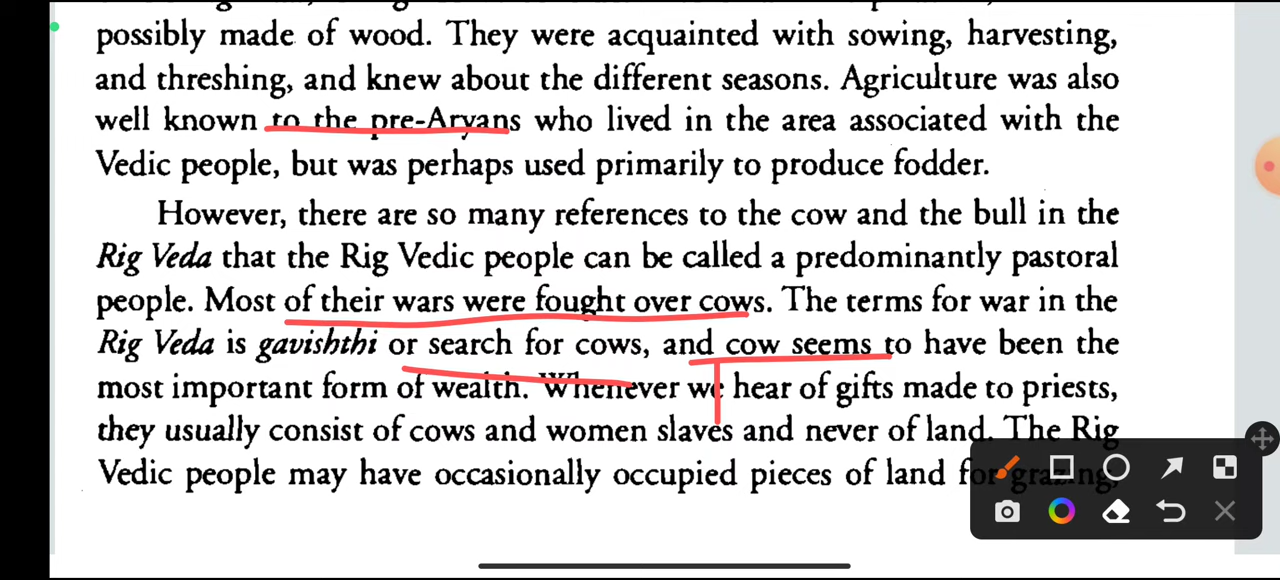 possibly made of wood. They were acquainted with sowing, harvesting,
and threshing, and knew about the different seasons. Agriculture was also
well known to the pre-Aryans who lived in the area associated with the
Vedic people, but was perhaps used primarily to produce fodder.
However, there are so many references to the cow and the bull in the
Rig Veda that the Rig Vedic people can be called a predominantly pastoral
people. Most of their wars were fought over cows. The terms for war in the
Rig Veda is gavishthi or search for cows, and cow seems to have been the
most important form of wealth. Whenever we hear of gifts made to priests,
they usually consist of cows and women slaves and never of land. The Rig
Vedic people may have occasionally occupied pieces of land for grazing,